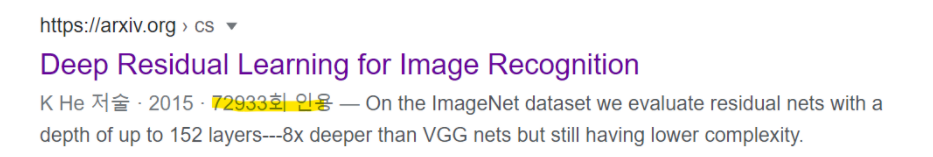 https://arxiv.org › cs
Deep Residual Learning for Image Recognition
K He 저술 · 2015 · 72933회 인용 — On the ImageNet dataset we evaluate residual nets with a
depth of up to 152 layers---8x deeper than VGG nets but still having lower complexity.